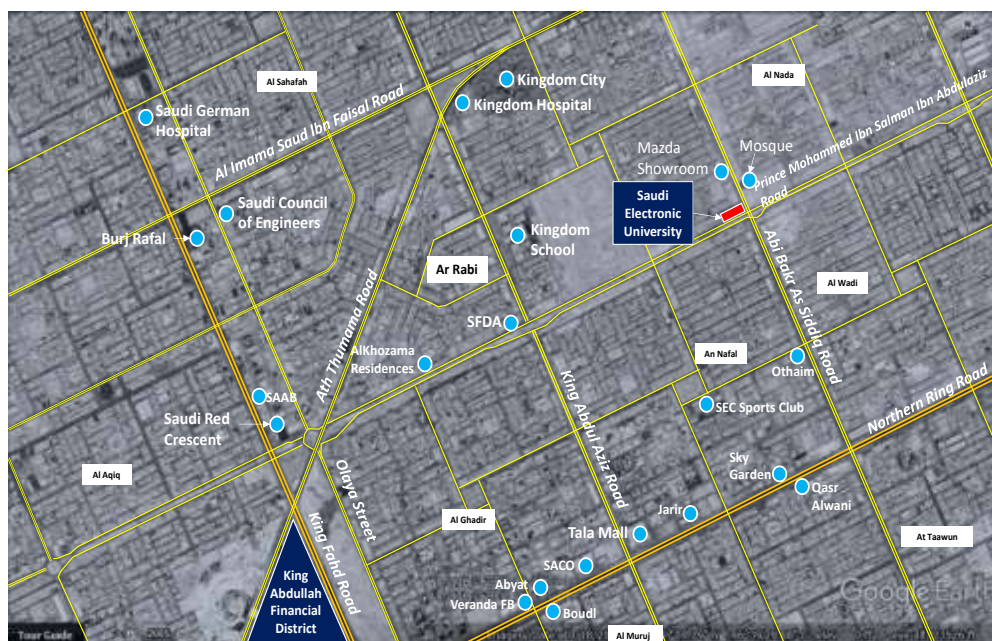 Kingdom City
Al Sahafah
Al Nada
Kingdom Hospital
Saudi German
Hospital
Al Imama Saud Ibn Faisal Road
Prince Mohammed Ibn Salman Ibn Abdulaziz
Road
Mazda
Showroom
Mosque
Saudi
Electronic
University
Saudi Council
of Engineers
Burj Rafal
Kingdom
School
Ar Rabi
Abi Bakr As Siddiq Road
Al Wadi
Ath Thumama Road
SFDA
AlKhozama
Residences
An Nafal
Othaim
King Abdul Aziz Road
Northern Ring Road
SAAB
SEC Sports Club
Saudi Red
Crescent
Al Aqiq
Olaya Street
Sky
Garden
Qasr
Alwani
King Fahd Road
Al Ghadir
Jarir
Tala Mall
At Taawun
King
Abdullah
Financial
District
SACO
Abyat
Veranda FB
Boudl
Google
Al Muruj
Tour Guide